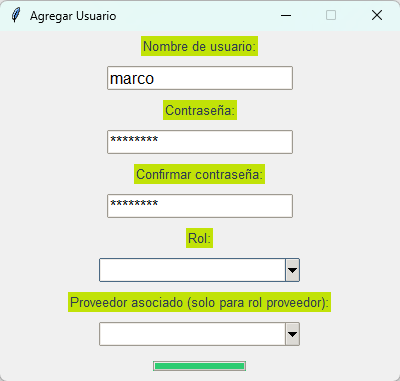 Agregar Usuario
Nombre de usuario:
marco
Contraseña:
********
Confirmar contraseña:
********
Rol:
Proveedor asociado (solo para rol proveedor):